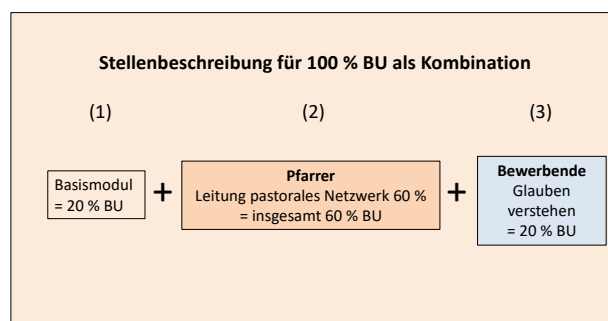 Stellenbeschreibung für 100 % BU als Kombination
(1) (2) (3)
Basismodul
= 20 % BU
+
Pfarrer
Leitung pastorales Netzwerk 60 %
= insgesamt 60 % BU
+
Bewerbende
Glauben
verstehen
= 20 % BU